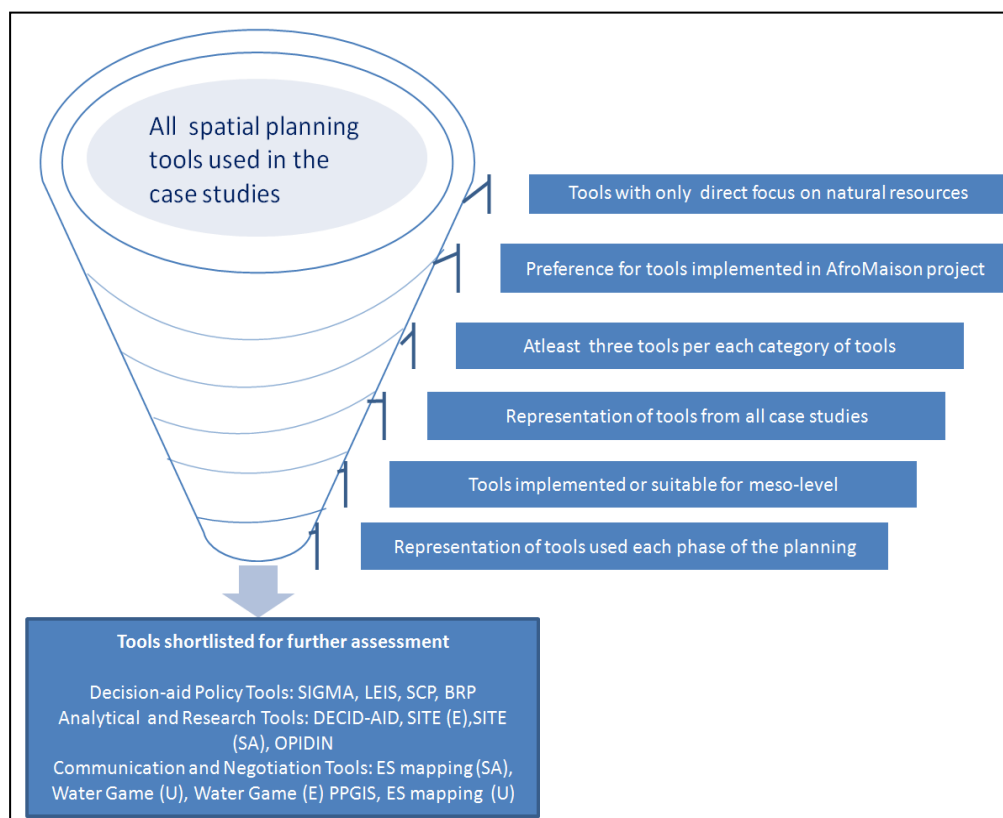 All spatial planning
tools used in the
case studies
Tools with only direct focus on natural resources
Preference for tools implemented in AfroMaison project
Atleast three tools per each category of tools
Representation of tools from all case studies
Tools implemented or suitable for meso-level
Representation of tools used each phase of the planning
Tools shortlisted for further assessment
Decision-aid Policy Tools: SIGMA, LEIS, SCP, BRP
Analytical and Research Tools: DECID-AID, SITE (E),SITE
(SA), OPIDIN
Communication and Negotiation Tools: ES mapping (SA),
Water Game (U), Water Game (E) PPGIS, ES mapping (U)